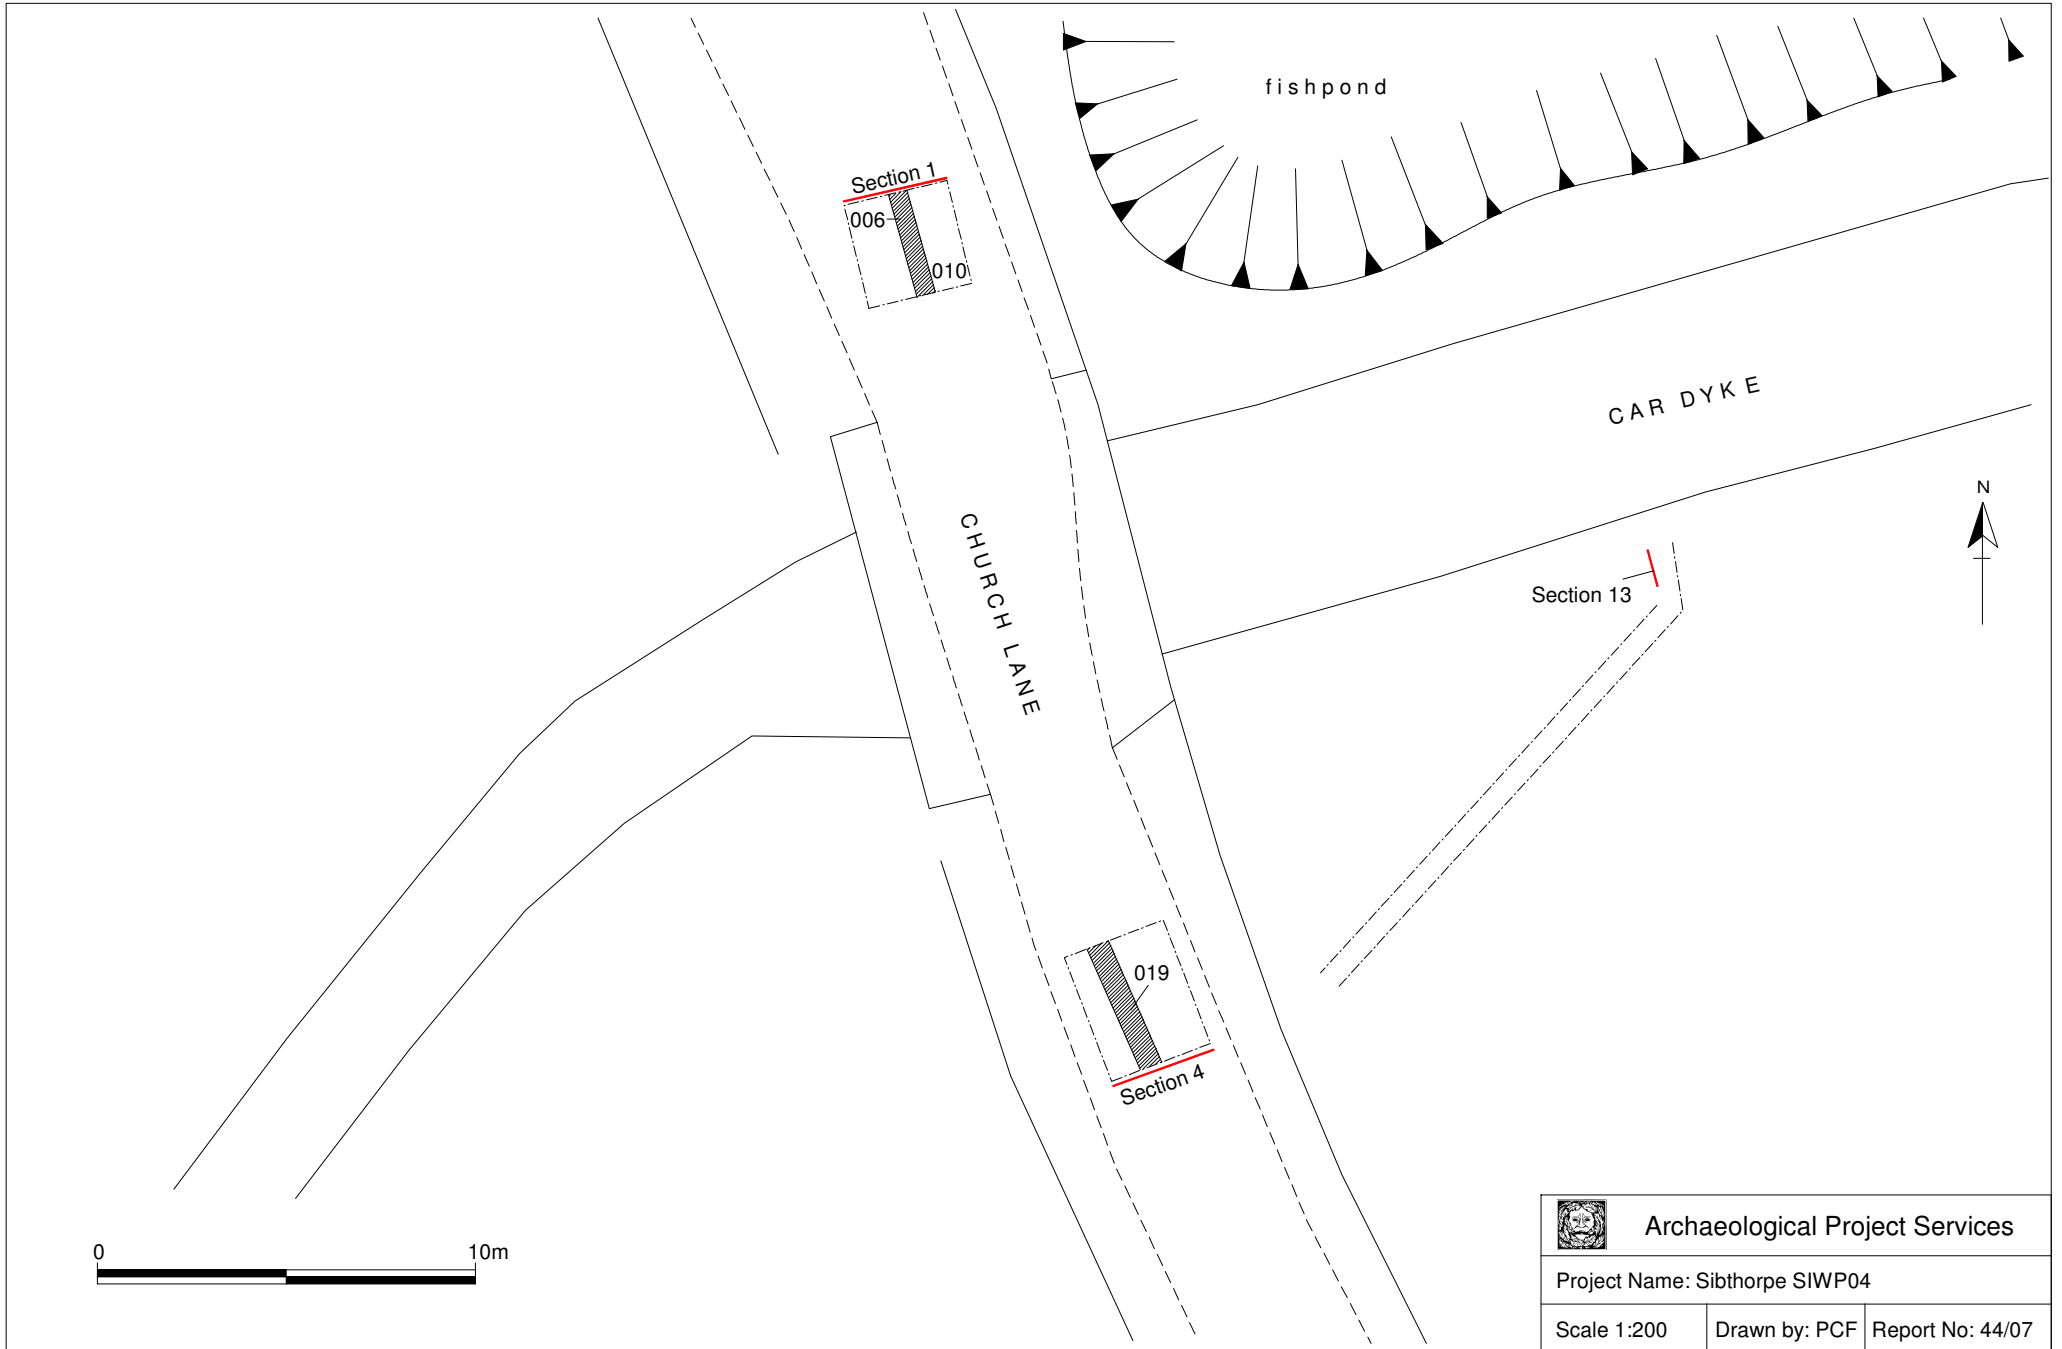 fishpond
Section 1
006
010
CAR DYKE
N
CHURCH LANE
Section 13
019
Section 4
0 10m
Archaeological Project Services
Project Name: Sibthorpe SIWP04
Scale 1:200 Drawn by: PCF Report No: 44/07